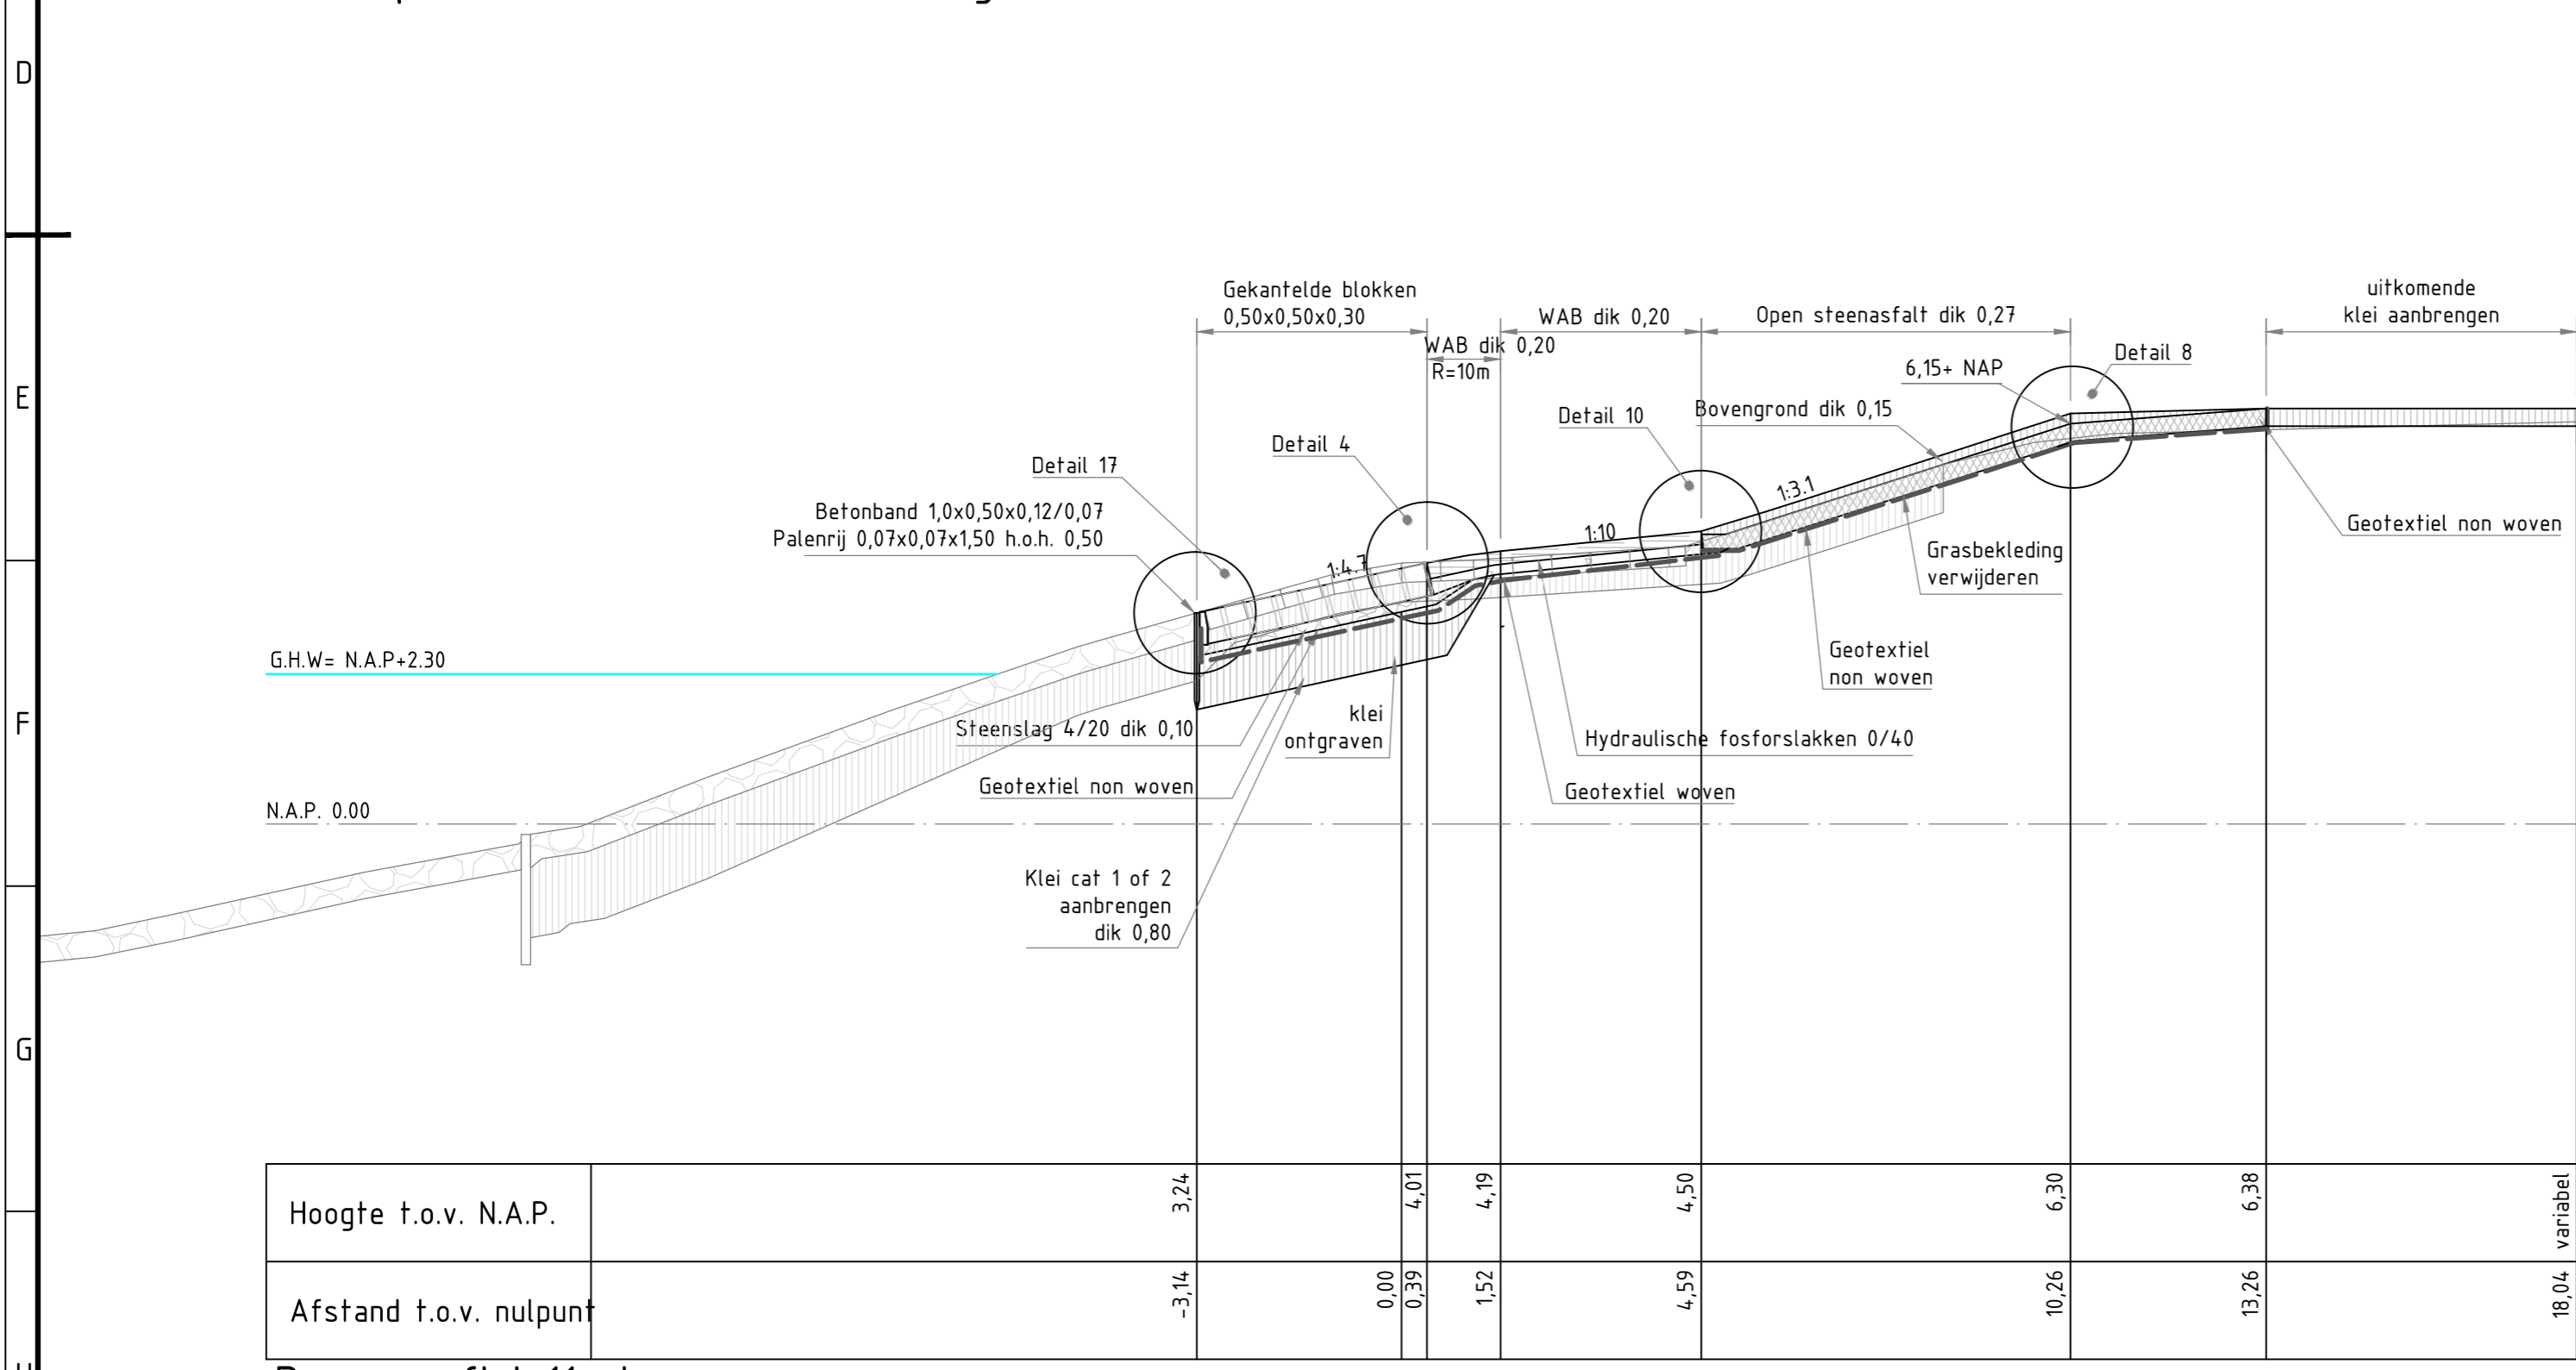 D
E
F
G
Gekantelde blokken
0,50x0,50x0,30
WAB dik 0,20
R=10m
WAB dik 0,20
Open steenasfalt dik 0,27
uitkomende
klei aanbrengen
6,15+ NAP
Detail 8
Bovengrond dik 0,15
Detail 10
Detail 4
Detail 17
Betonband 1,0x0,50x0,12/0,07
Palenrij 0,07x0,07x1,50 h.o.h. 0,50
1:4.7
1:10
1:3.1
Geotextiel non woven
Grasbekleding
verwijderen
Geotextiel
non woven
G.H.W= N.A.P+2.30
Steenslag 4/20 dik 0,10
klei
ontgraven
Hydraulische fosforslakken 0/40
Geotextiel non woven
Geotextiel woven
N.A.P. 0.00
Klei cat 1 of 2
aanbrengen
dik 0,80
Hoogte t.o.v. N.A.P. 3,24 4,01 4,19 4,50 6,30 6,38 variabel
Afstand t.o.v. nulpunt -3,14 0,00 0,39 1,52 4,59 10,26 13,26 18,04